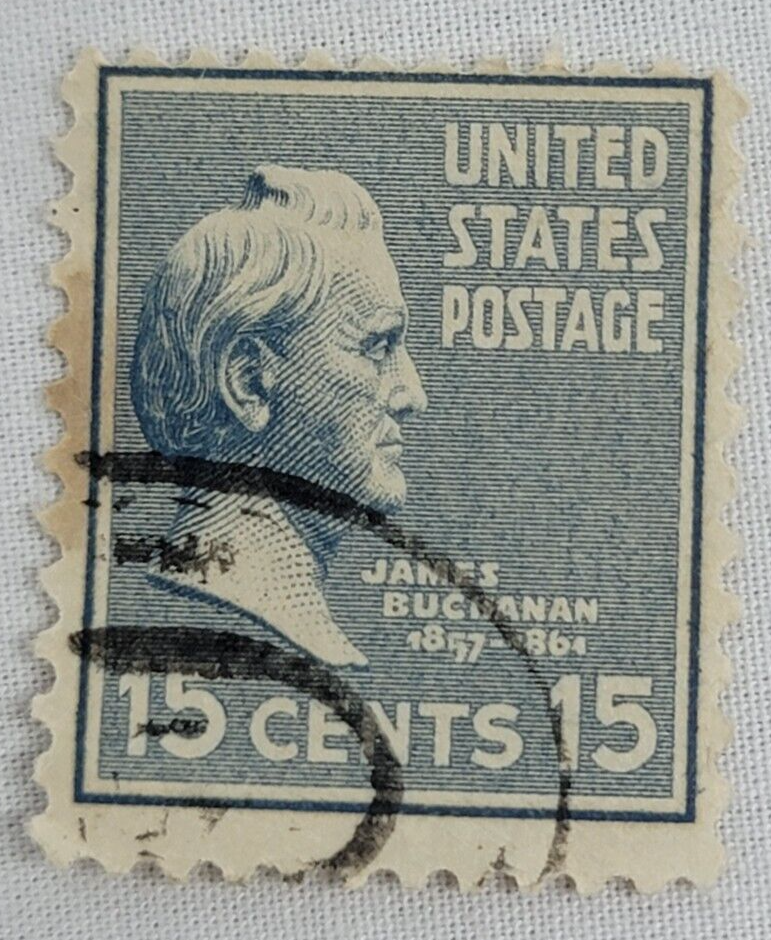 UNITED
STATES
POSTAGE
JAMES
BUCHANAN
1857-1861
15 CENTS 15